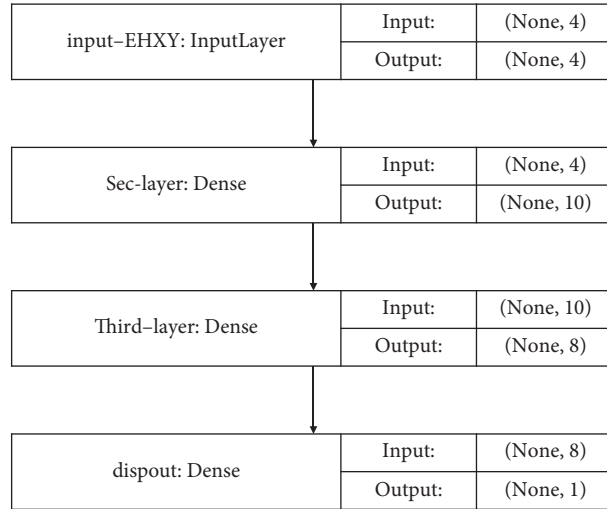 input–EHXY: InputLayer
Input:
(None, 4)
Output:
(None, 4)
Sec-layer: Dense
Input:
(None, 4)
Output:
(None, 10)
Third–layer: Dense
Input:
(None, 10)
Output:
(None, 8)
dispout: Dense
Input:
(None, 8)
Output:
(None, 1)